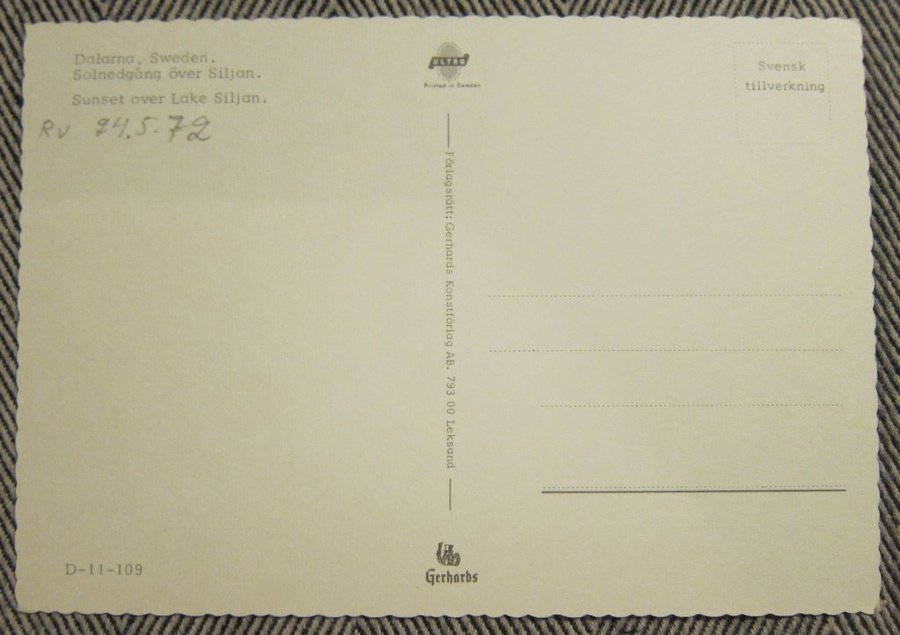 Dalarna, Sweden.
Solnedgång över Siljan.
Sunset over Lake Siljan.
Rv 24.5-72
ULTRA
Printed in Sweden
Svensk
tillverkning
Förlagsrätt: Gerhards Konstförlag AB. 793 00 Leksand
D-11-109
Gerhards